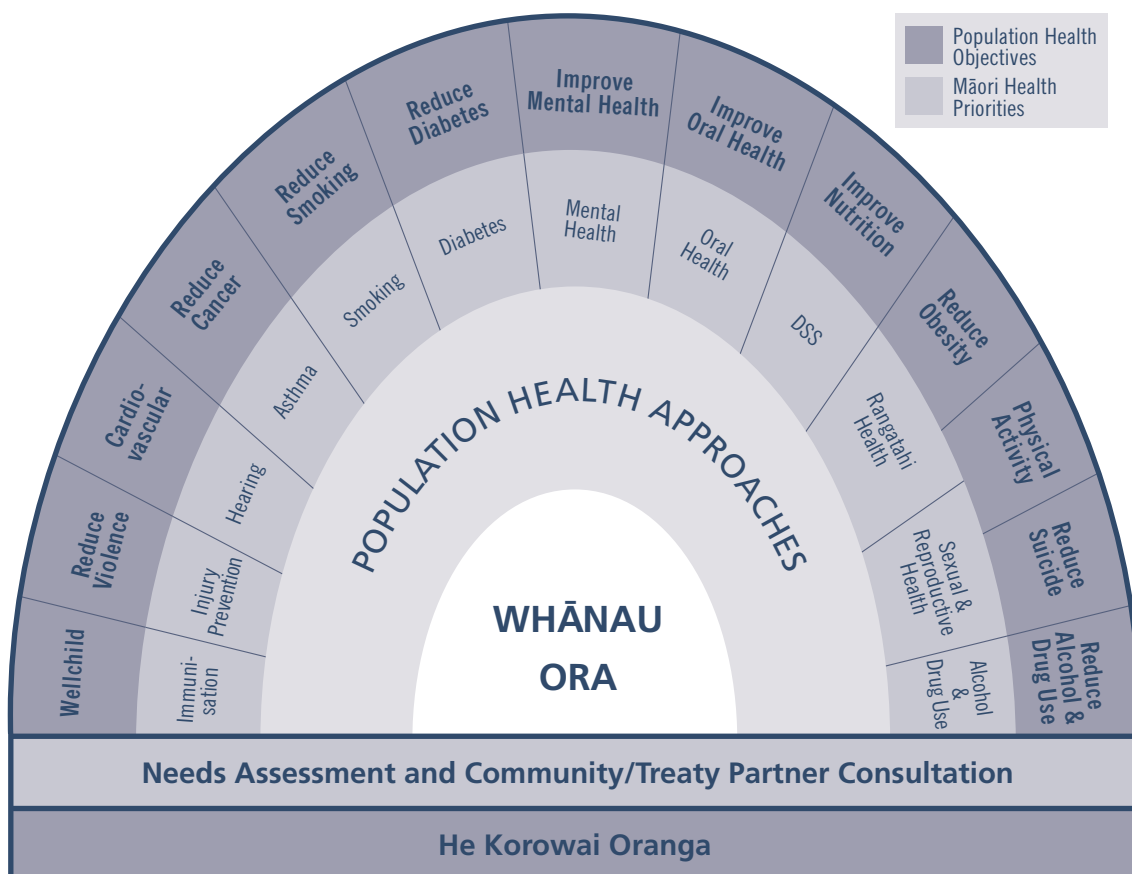 Population Health
Objectives
Māori Health
Priorities
Wellchild
Reduce
Violence
Cardio-
vascular
Reduce
Cancer
Reduce
Smoking
Reduce
Diabetes
Improve
Mental Health
Improve
Oral Health
Improve
Nutrition
Reduce
Obesity
Physical
Activity
Reduce
Suicide
Reduce
Alcohol &
Drug Use
Immuni-
sation
Injury
Prevention
Hearing
Asthma
Smoking
Diabetes
Mental
Health
Oral
Health
DSS
Rangatahi
Health
Sexual &
Reproductive
Health
Alcohol
&
Drug Use
POPULATION HEALTH APPROACHES
WHĀNAU
ORA
Needs Assessment and Community/Treaty Partner Consultation
He Korowai Oranga